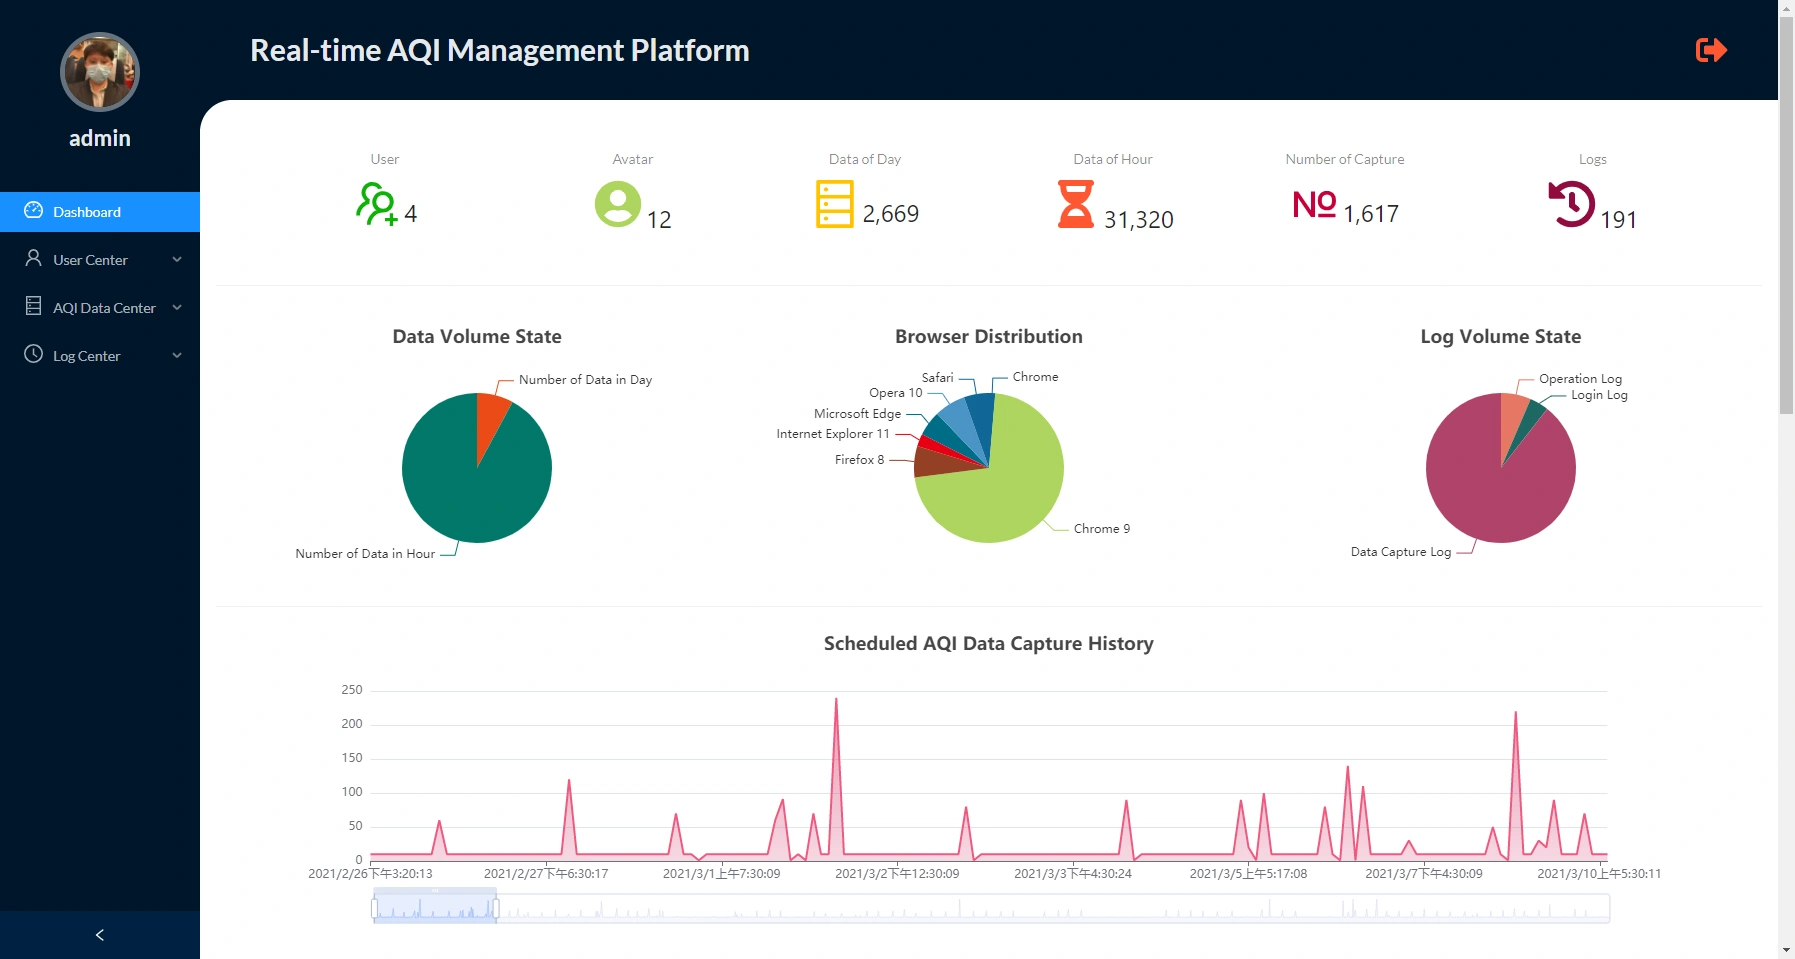 Real-time AQI Management Platform
admin
Dashboard
User Center
AQI Data Center
Log Center
User
4
Avatar
12
Data of Day
2,669
Data of Hour
31,320
Number of Capture
№ 1,617
Logs
191
Data Volume State
Number of Data in Day
Number of Data in Hour
Browser Distribution
Safari
Chrome
Opera 10
Microsoft Edge
Internet Explorer 11
Firefox 8
Chrome 9
Log Volume State
Operation Log
Login Log
Data Capture Log
Scheduled AQI Data Capture History
250
200
150
100
50
0
2021/2/26下午3:20:13
2021/2/27下午6:30:17
2021/3/1上午7:30:09
2021/3/2下午12:30:09
2021/3/3下午4:30:24
2021/3/5上午5:17:08
2021/3/7下午4:30:09
2021/3/10上午5:30:11